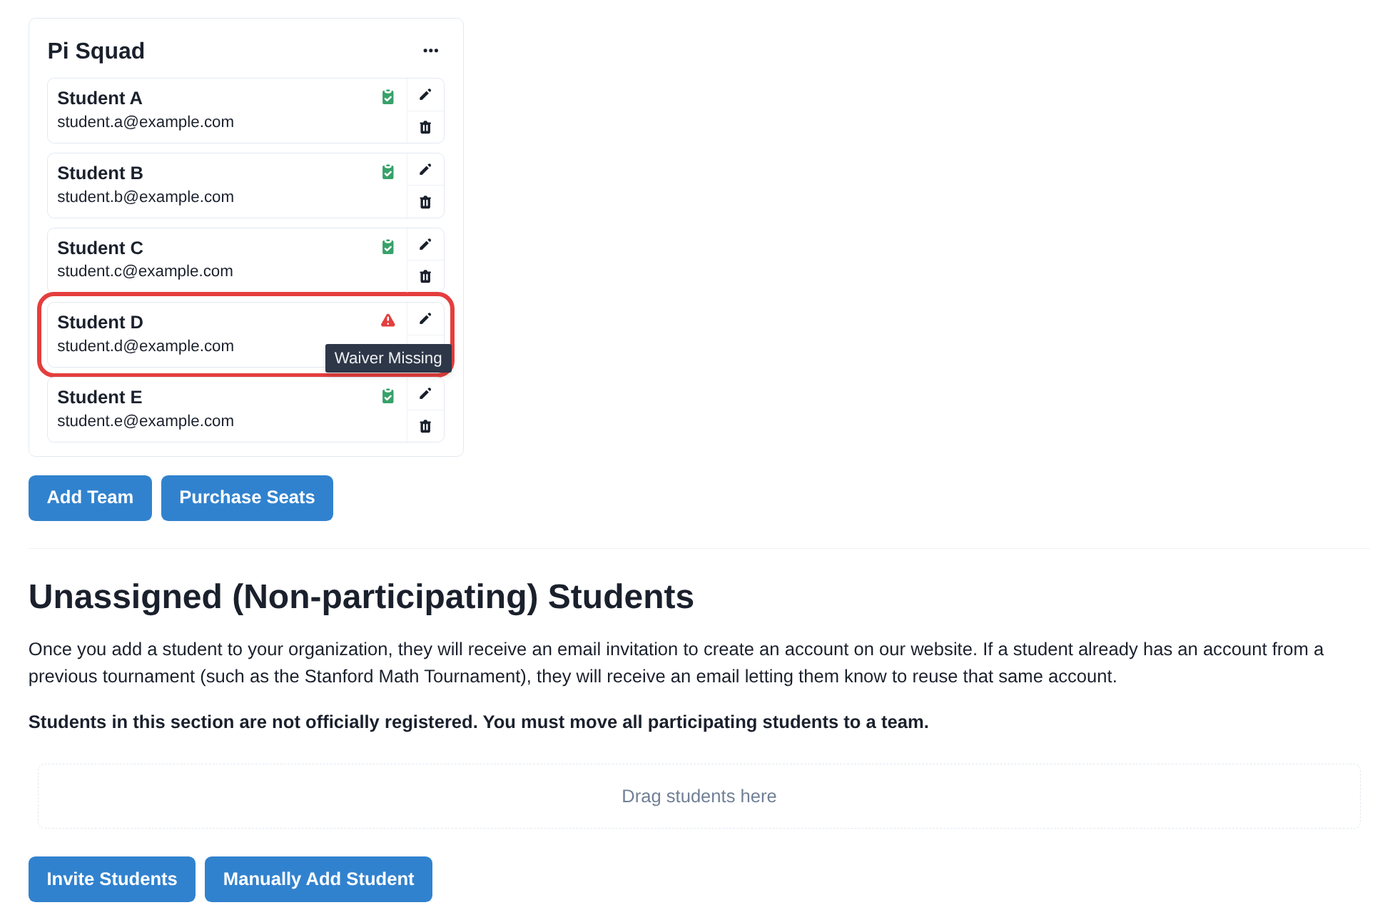 Pi Squad
Student A
student.a@example.com
Student B
student.b@example.com
Student C
student.c@example.com
Student D
student.d@example.com
Waiver Missing
Student E
student.e@example.com
Add Team
Purchase Seats
Unassigned (Non-participating) Students
Once you add a student to your organization, they will receive an email invitation to create an account on our website. If a student already has an account from a
previous tournament (such as the Stanford Math Tournament), they will receive an email letting them know to reuse that same account.
Students in this section are not officially registered. You must move all participating students to a team.
Drag students here
Invite Students
Manually Add Student